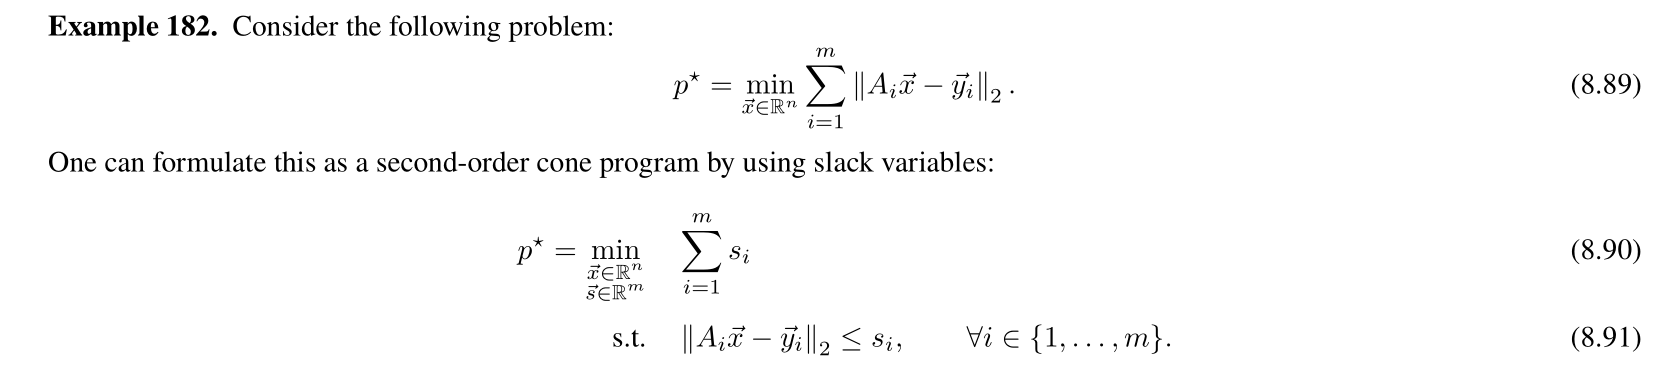 Example 182. Consider the following problem:
p⋆ = min_{x⃗∈ℝⁿ} ∑_{i=1}^{m} ‖A_i x⃗ − y⃗_i‖₂ . (8.89)
One can formulate this as a second-order cone program by using slack variables:
p⋆ = min_{x⃗∈ℝⁿ, s⃗∈ℝᵐ} ∑_{i=1}^{m} s_i (8.90)
s.t. ‖A_i x⃗ − y⃗_i‖₂ ≤ s_i, ∀i ∈ {1, . . . , m}. (8.91)